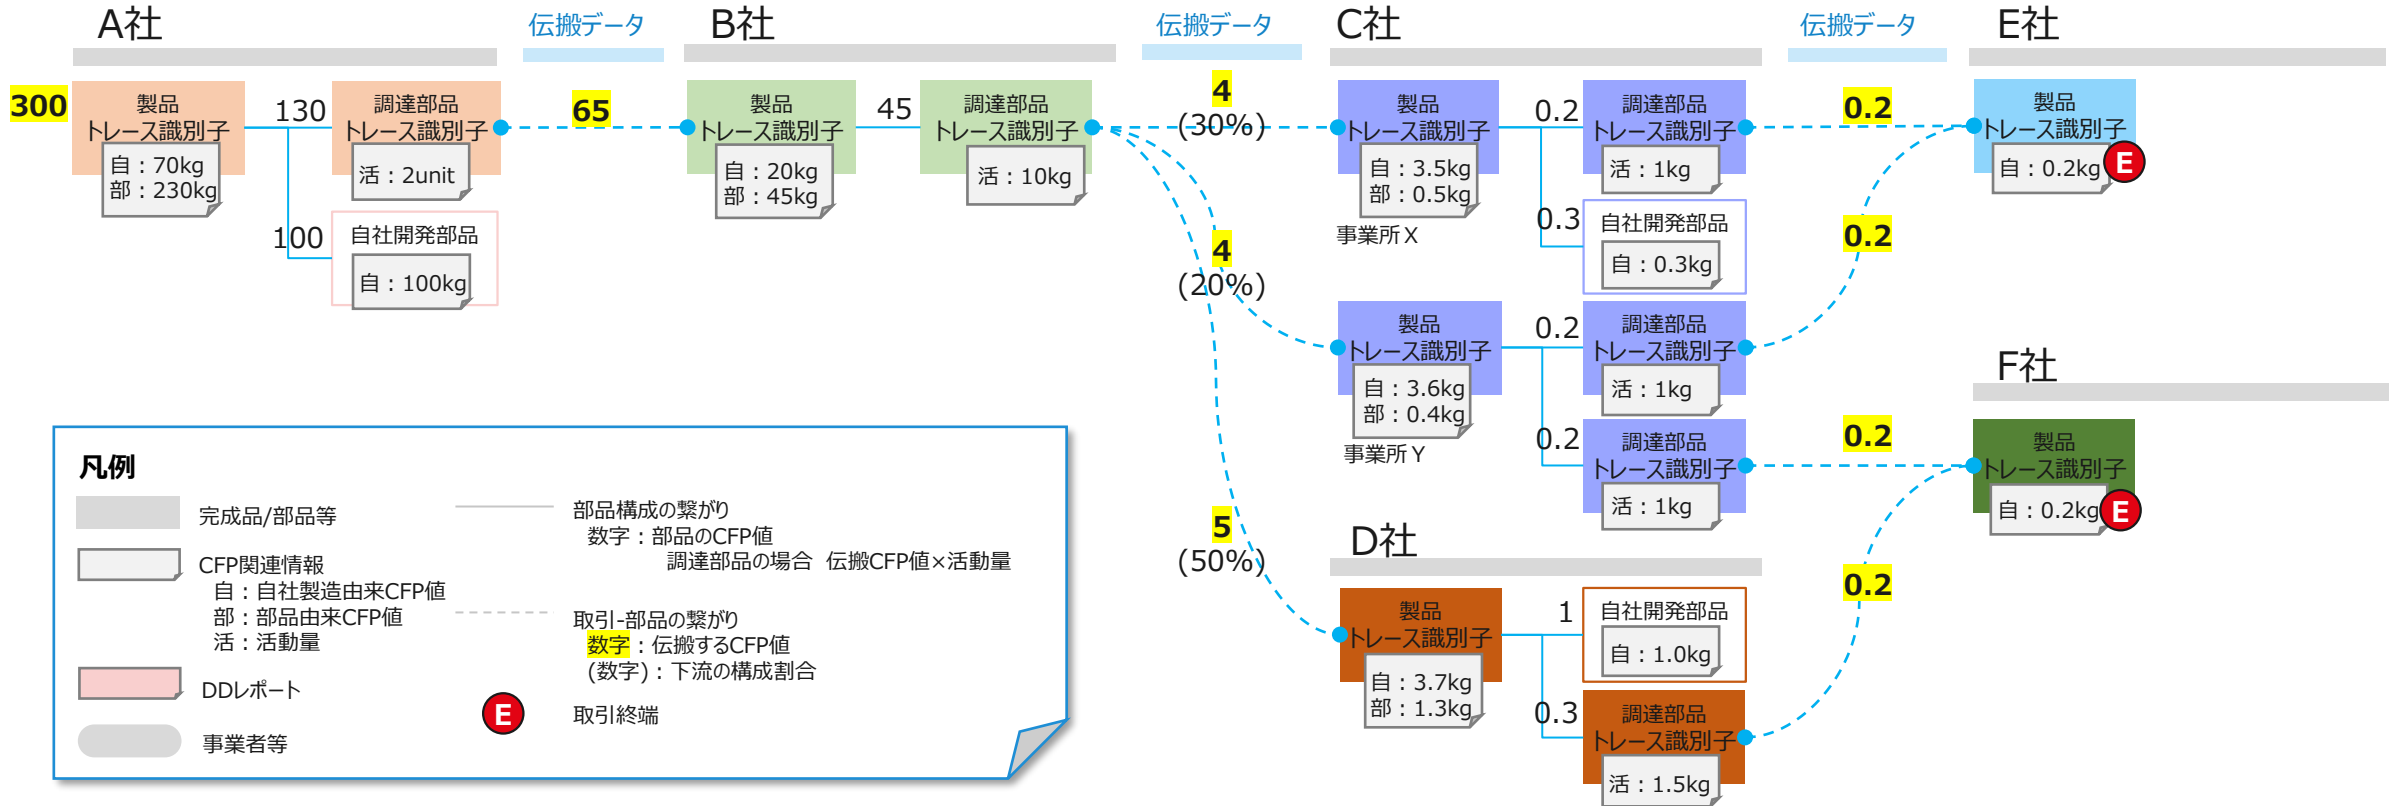 A社
伝搬データ
B社
伝搬データ
C社
伝搬データ
E社
300
製品
トレース識別子
自：70kg
部：230kg
130
調達部品
トレース識別子
活：2unit
100
自社開発部品
自：100kg
65
製品
トレース識別子
自：20kg
部：45kg
45
調達部品
トレース識別子
活：10kg
4
(30%)
4
(20%)
5
(50%)
製品
トレース識別子
自：3.5kg
部：0.5kg
事業所X
0.2
調達部品
トレース識別子
活：1kg
0.3
自社開発部品
自：0.3kg
0.2
0.2
製品
トレース識別子
自：0.2kg
E
製品
トレース識別子
自：3.6kg
部：0.4kg
事業所Y
0.2
調達部品
トレース識別子
活：1kg
0.2
調達部品
トレース識別子
活：1kg
F社
0.2
0.2
製品
トレース識別子
自：0.2kg
E
D社
製品
トレース識別子
自：3.7kg
部：1.3kg
1
自社開発部品
自：1.0kg
0.3
調達部品
トレース識別子
活：1.5kg
凡例
完成品/部品等
CFP関連情報
自：自社製造由来CFP値
部：部品由来CFP値
活：活動量
DDレポート
事業者等
部品構成の繋がり
数字：部品のCFP値
調達部品の場合 伝搬CFP値×活動量
取引-部品の繋がり
数字：伝搬するCFP値
(数字)：下流の構成割合
E
取引終端